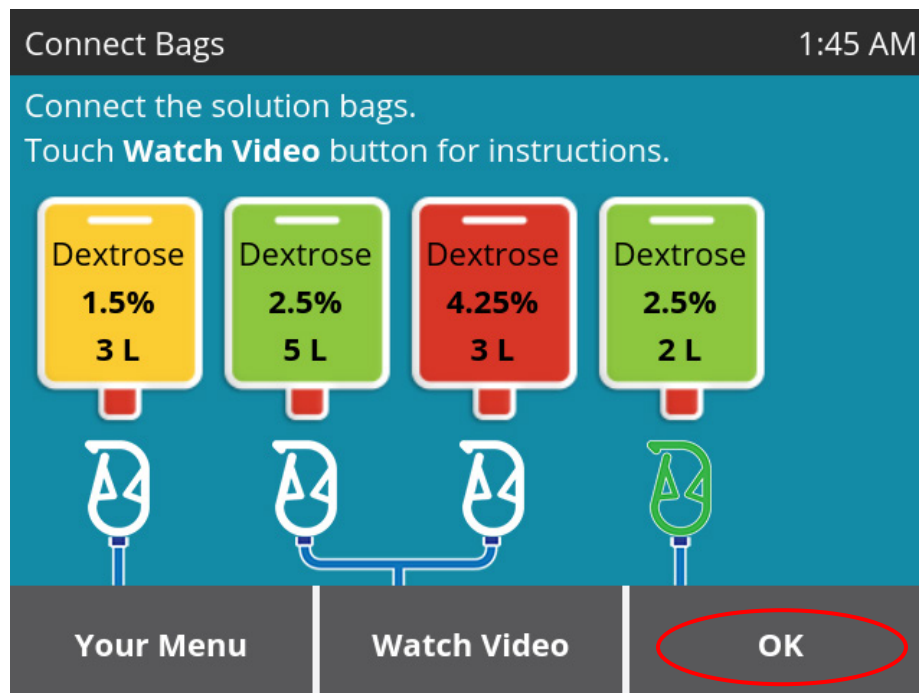 Connect Bags 1:45 AM
Connect the solution bags.
Touch Watch Video button for instructions.
Dextrose Dextrose Dextrose Dextrose
1.5% 2.5% 4.25% 2.5%
3 L 5 L 3 L 2 L
Your Menu Watch Video OK